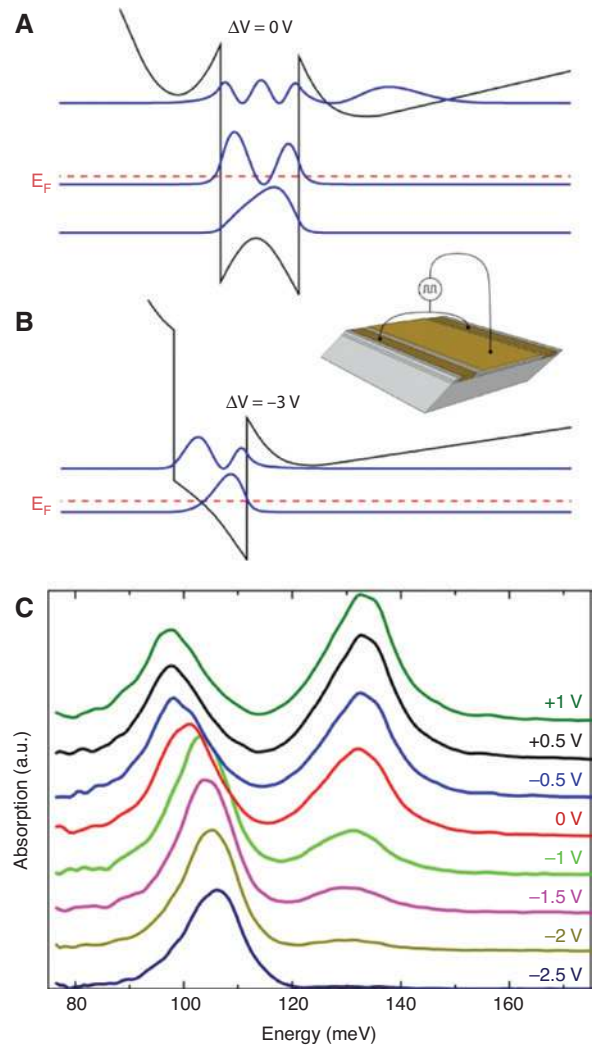 A
ΔV = 0 V
E_F
B
ΔV = –3 V
E_F
C
+1 V
+0.5 V
–0.5 V
0 V
–1 V
–1.5 V
–2 V
–2.5 V
Absorption (a.u.)
80 100 120 140 160
Energy (meV)